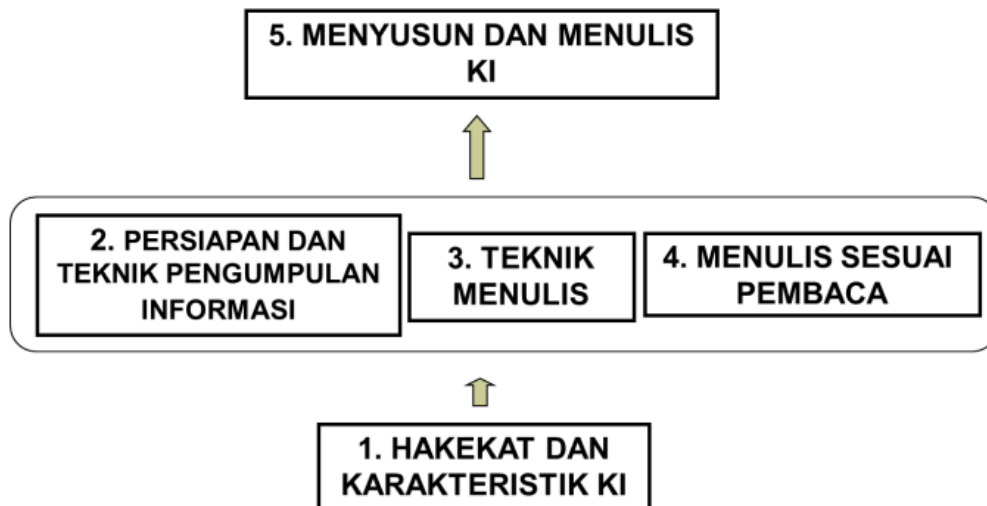 5. MENYUSUN DAN MENULIS
KI
2. PERSIAPAN DAN
TEKNIK PENGUMPULAN
INFORMASI
3. TEKNIK
MENULIS
4. MENULIS SESUAI
PEMBACA
1. HAKEKAT DAN
KARAKTERISTIK KI